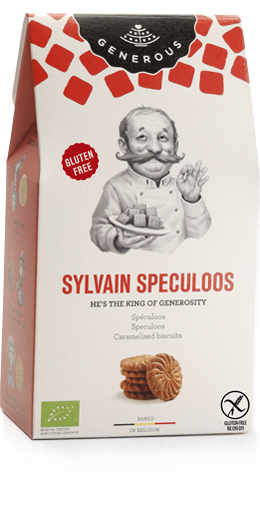 GENEROUS
GLUTEN
FREE
SYLVAIN SPECULOOS
HE'S THE KING OF GENEROSITY
Spéculoos
Speculoos
Caramelised biscuits
BAKED
IN BELGIUM
GLUTEN-FREE